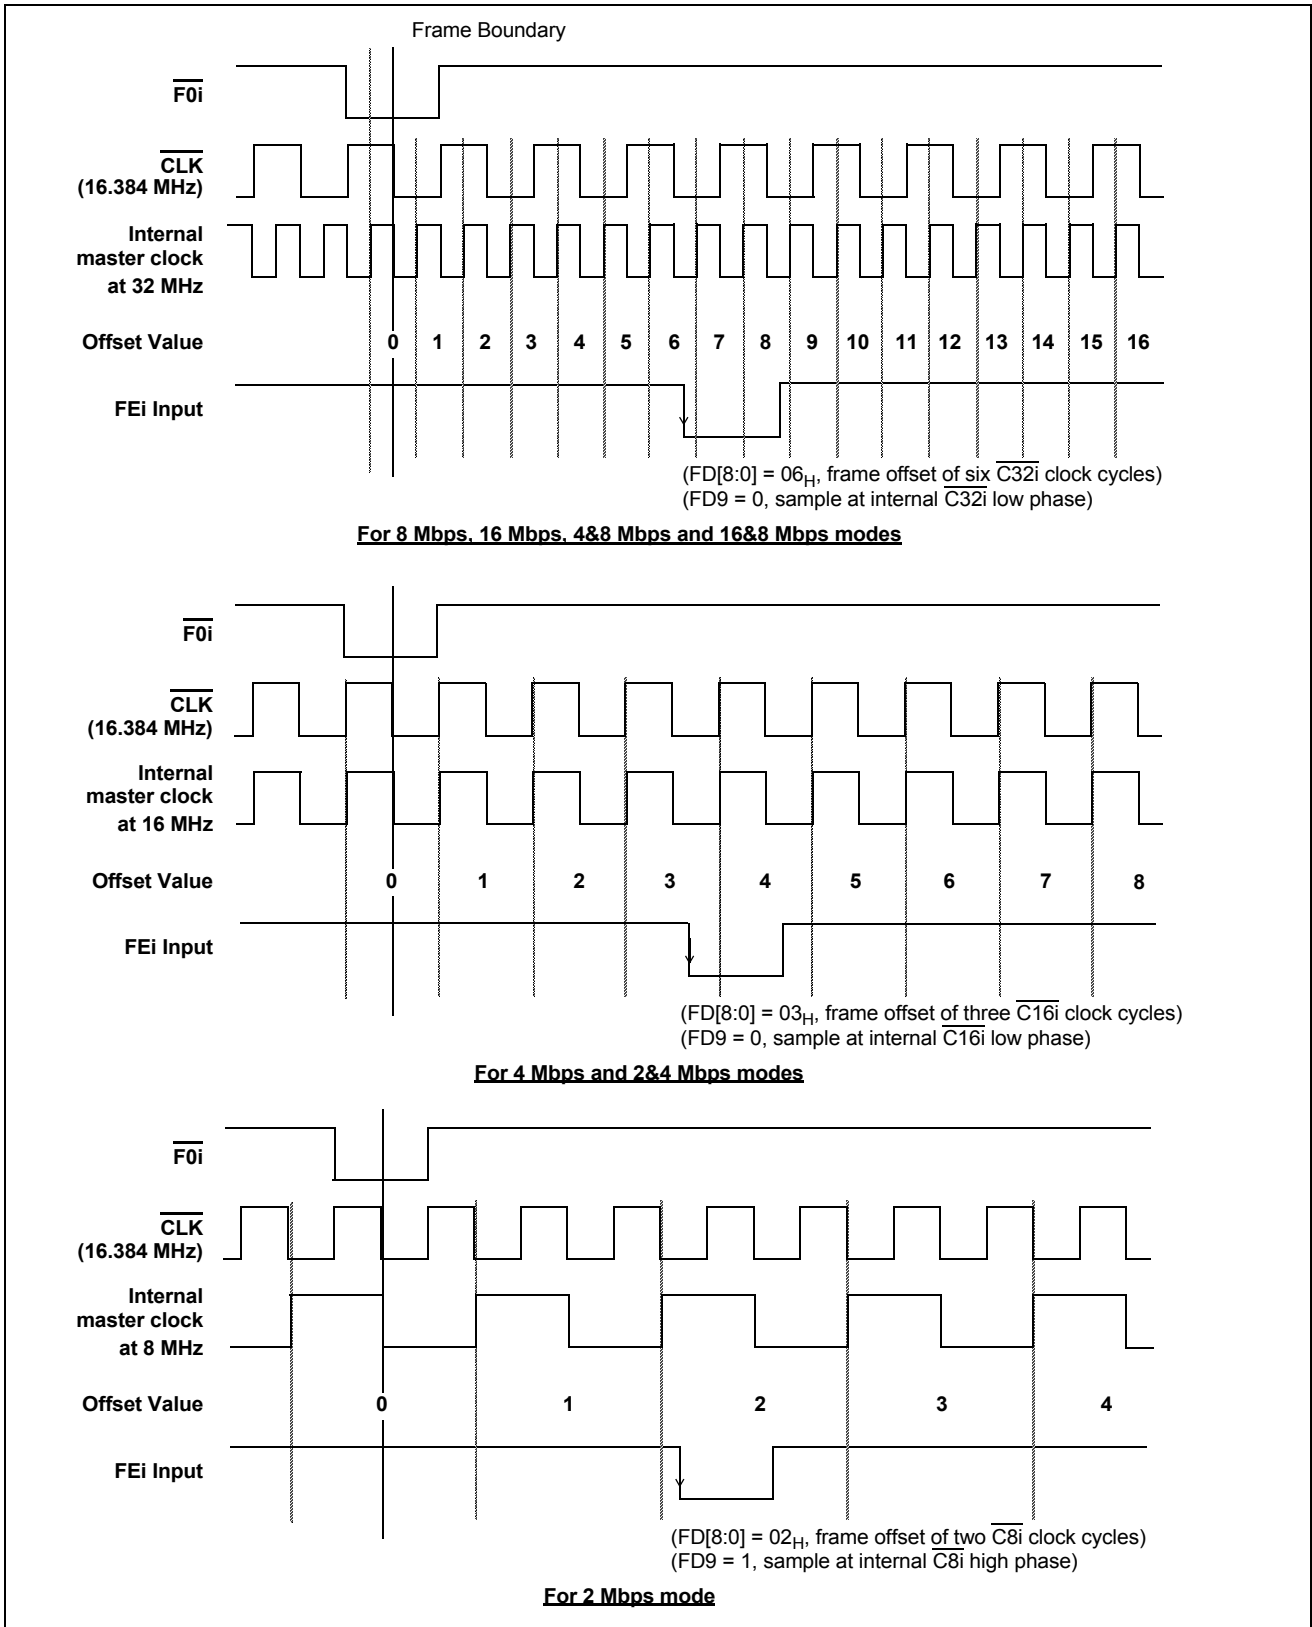 Frame Boundary
F0i
CLK
(16.384 MHz)
Internal
master clock
at 32 MHz
Offset Value 0 1 2 3 4 5 6 7 8 9 10 11 12 13 14 15 16
FEi Input
(FD[8:0] = 06H, frame offset of six C32i clock cycles)
(FD9 = 0, sample at internal C32i low phase)
For 8 Mbps, 16 Mbps, 4&8 Mbps and 16&8 Mbps modes
F0i
CLK
(16.384 MHz)
Internal
master clock
at 16 MHz
Offset Value 0 1 2 3 4 5 6 7 8
FEi Input
(FD[8:0] = 03H, frame offset of three C16i clock cycles)
(FD9 = 0, sample at internal C16i low phase)
For 4 Mbps and 2&4 Mbps modes
F0i
CLK
(16.384 MHz)
Internal
master clock
at 8 MHz
Offset Value 0 1 2 3 4
FEi Input
(FD[8:0] = 02H, frame offset of two C8i clock cycles)
(FD9 = 1, sample at internal C8i high phase)
For 2 Mbps mode